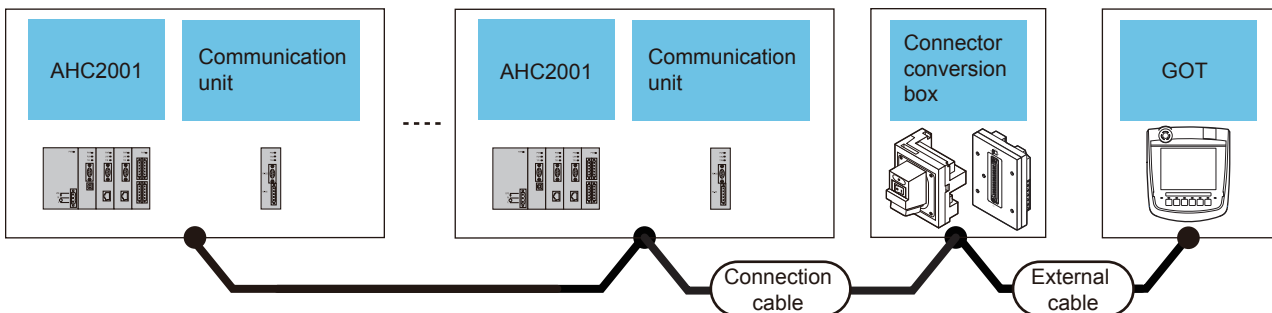 AHC2001
Communication
unit
AHC2001
Communication
unit
Connector
conversion
box
GOT
Connection
cable
External
cable